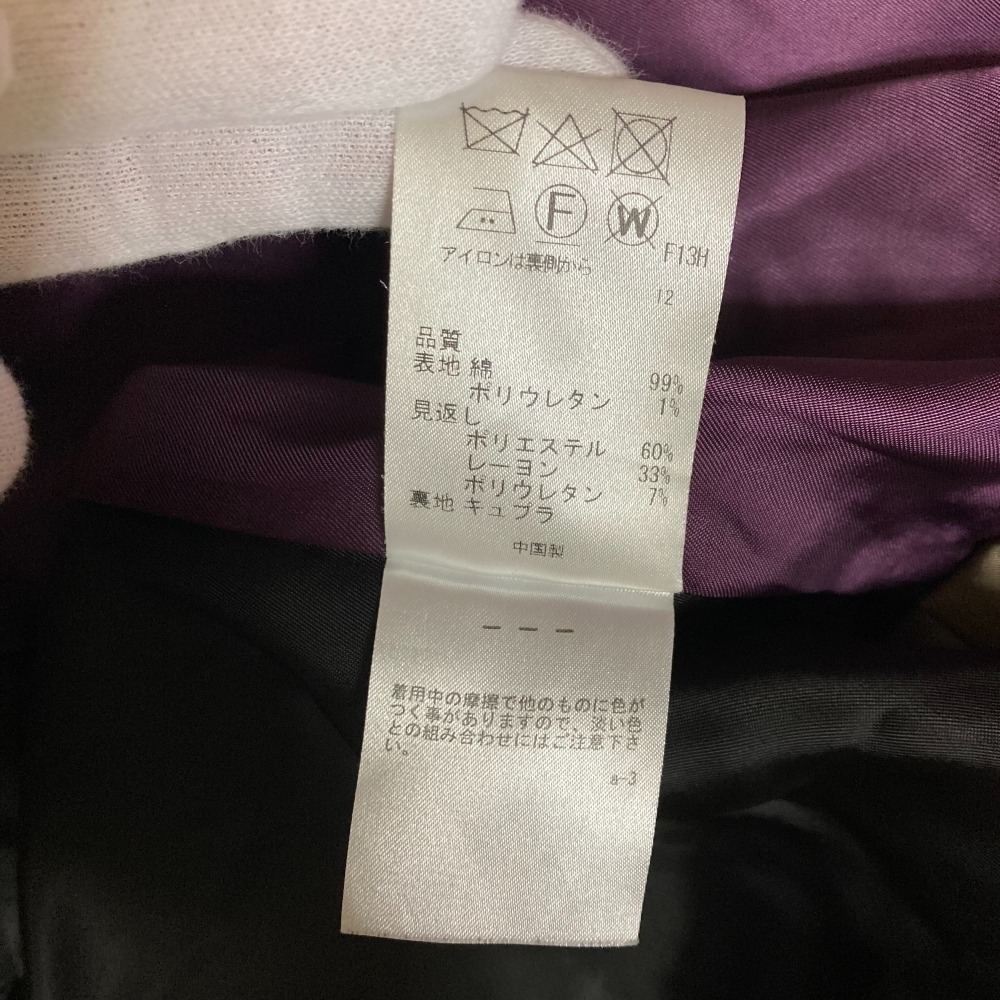 F W
F13H
アイロンは裏側から
12
品質
表地 綿 99%
ポリウレタン 1%
見返し
ポリエステル 60%
レーヨン 33%
ポリウレタン 7%
裏地 キュプラ
中国製
— — —
着用中の摩擦で他のものに色が
つく事がありますので、淡い色
との組み合わせにはご注意下さ
い。
a-3